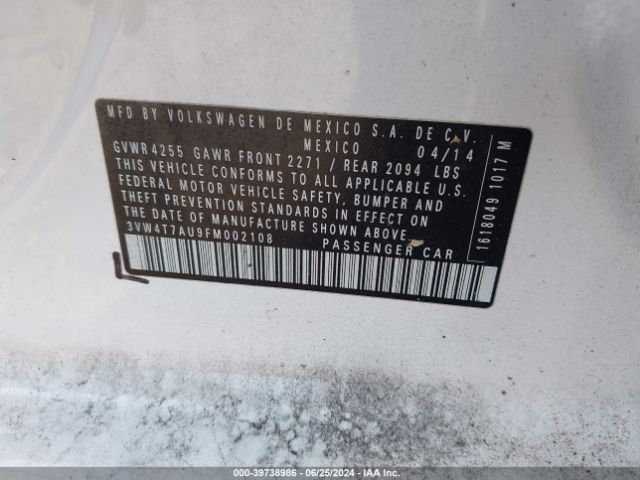 MFD BY VOLKSWAGEN DE MEXICO S.A. DE C.V.
MEXICO 04/14
GVWR 4255 GAWR FRONT 2271 / REAR 2094 LBS
THIS VEHICLE CONFORMS TO ALL APPLICABLE U.S.
FEDERAL MOTOR VEHICLE SAFETY, BUMPER AND
THEFT PREVENTION STANDARDS IN EFFECT ON
THE DATE OF MANUFACTURE SHOWN ABOVE.
3VW4T7AU9FM002108 PASSENGER CAR
1618049 1017 M
000-39738986 - 06/25/2024 - IAA Inc.